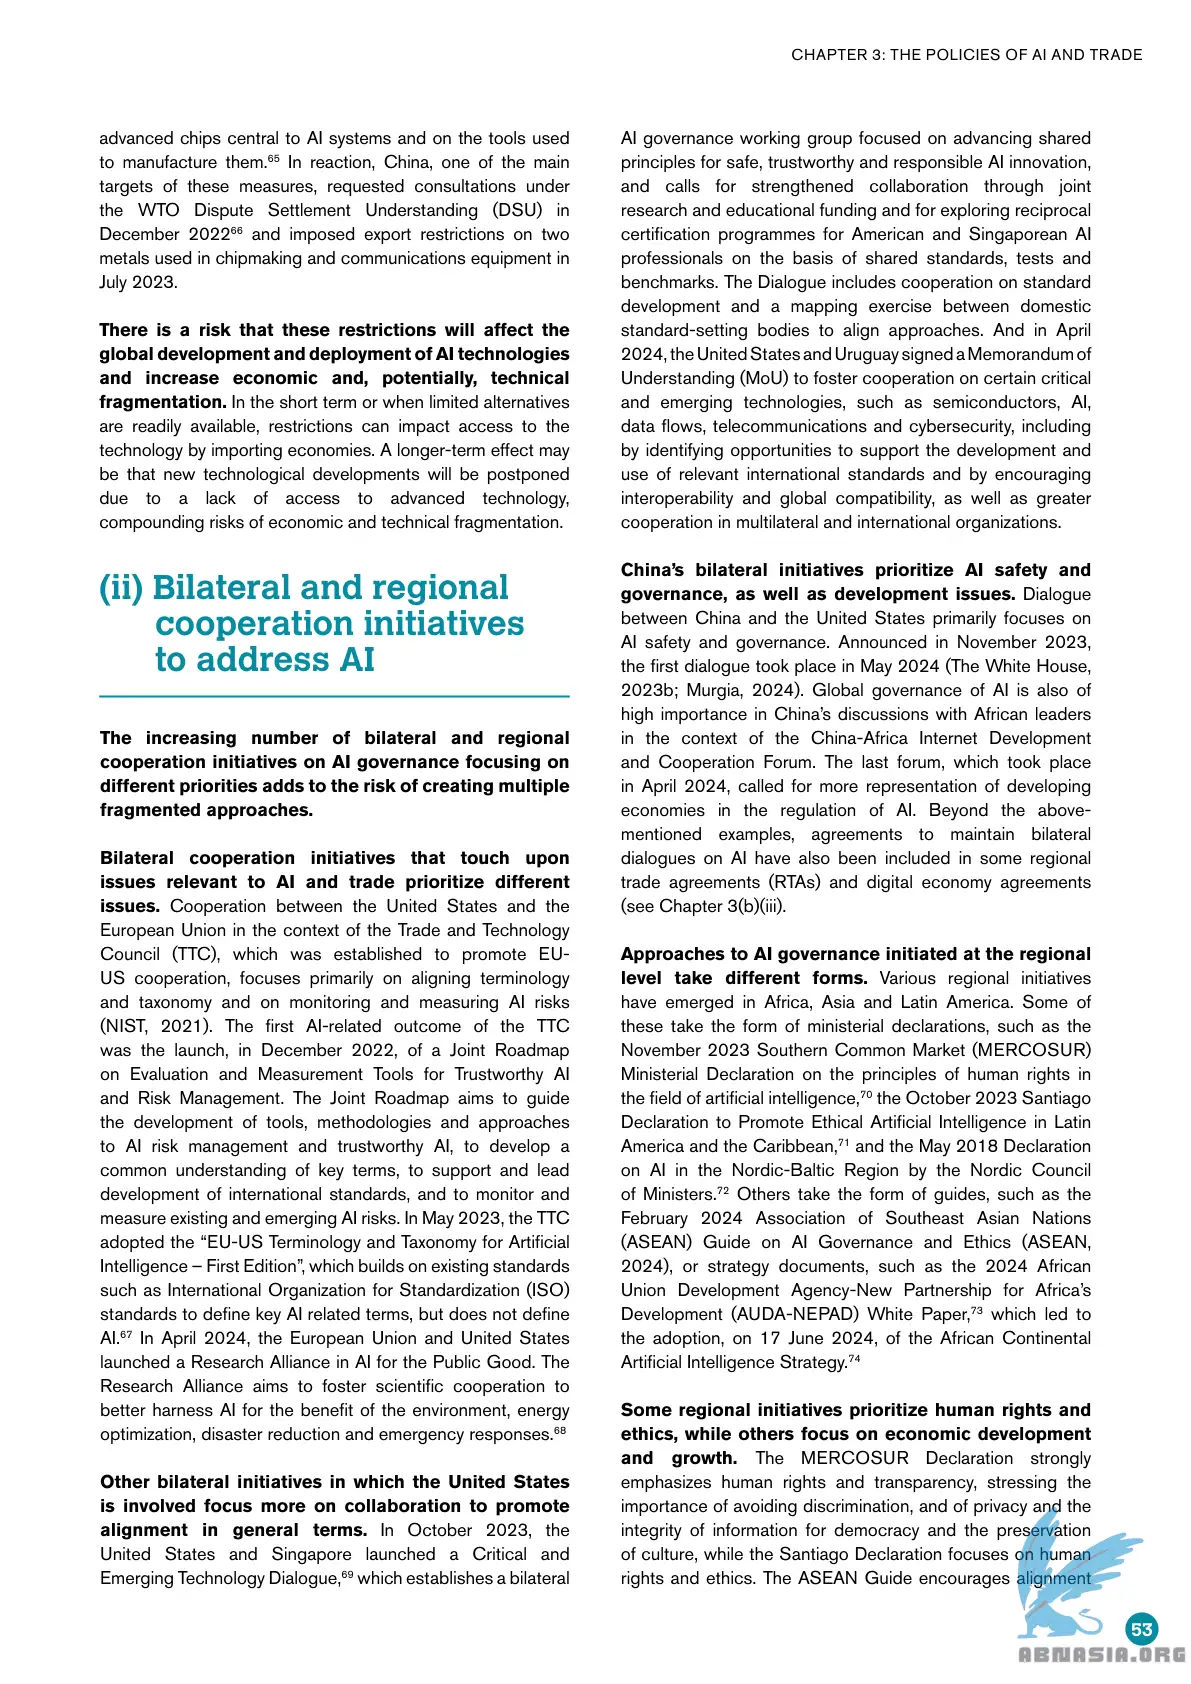 CHAPTER 3: THE POLICIES OF AI AND TRADE
advanced chips central to AI systems and on the tools used
to manufacture them.65 In reaction, China, one of the main
targets of these measures, requested consultations under
the WTO Dispute Settlement Understanding (DSU) in
December 202266 and imposed export restrictions on two
metals used in chipmaking and communications equipment in
July 2023.
There is a risk that these restrictions will affect the
global development and deployment of AI technologies
and increase economic and, potentially, technical
fragmentation. In the short term or when limited alternatives
are readily available, restrictions can impact access to the
technology by importing economies. A longer-term effect may
be that new technological developments will be postponed
due to a lack of access to advanced technology,
compounding risks of economic and technical fragmentation.
(ii) Bilateral and regional
cooperation initiatives
to address AI
The increasing number of bilateral and regional
cooperation initiatives on AI governance focusing on
different priorities adds to the risk of creating multiple
fragmented approaches.
Bilateral cooperation initiatives that touch upon
issues relevant to AI and trade prioritize different
issues. Cooperation between the United States and the
European Union in the context of the Trade and Technology
Council (TTC), which was established to promote EU-
US cooperation, focuses primarily on aligning terminology
and taxonomy and on monitoring and measuring AI risks
(NIST, 2021). The first AI-related outcome of the TTC
was the launch, in December 2022, of a Joint Roadmap
on Evaluation and Measurement Tools for Trustworthy AI
and Risk Management. The Joint Roadmap aims to guide
the development of tools, methodologies and approaches
to AI risk management and trustworthy AI, to develop a
common understanding of key terms, to support and lead
development of international standards, and to monitor and
measure existing and emerging AI risks. In May 2023, the TTC
adopted the “EU-US Terminology and Taxonomy for Artificial
Intelligence – First Edition”, which builds on existing standards
such as International Organization for Standardization (ISO)
standards to define key AI related terms, but does not define
AI.67 In April 2024, the European Union and United States
launched a Research Alliance in AI for the Public Good. The
Research Alliance aims to foster scientific cooperation to
better harness AI for the benefit of the environment, energy
optimization, disaster reduction and emergency responses.68
Other bilateral initiatives in which the United States
is involved focus more on collaboration to promote
alignment in general terms. In October 2023, the
United States and Singapore launched a Critical and
Emerging Technology Dialogue,69 which establishes a bilateral
AI governance working group focused on advancing shared
principles for safe, trustworthy and responsible AI innovation,
and calls for strengthened collaboration through joint
research and educational funding and for exploring reciprocal
certification programmes for American and Singaporean AI
professionals on the basis of shared standards, tests and
benchmarks. The Dialogue includes cooperation on standard
development and a mapping exercise between domestic
standard-setting bodies to align approaches. And in April
2024, the United States and Uruguay signed a Memorandum of
Understanding (MoU) to foster cooperation on certain critical
and emerging technologies, such as semiconductors, AI,
data flows, telecommunications and cybersecurity, including
by identifying opportunities to support the development and
use of relevant international standards and by encouraging
interoperability and global compatibility, as well as greater
cooperation in multilateral and international organizations.
China’s bilateral initiatives prioritize AI safety and
governance, as well as development issues. Dialogue
between China and the United States primarily focuses on
AI safety and governance. Announced in November 2023,
the first dialogue took place in May 2024 (The White House,
2023b; Murgia, 2024). Global governance of AI is also of
high importance in China’s discussions with African leaders
in the context of the China-Africa Internet Development
and Cooperation Forum. The last forum, which took place
in April 2024, called for more representation of developing
economies in the regulation of AI. Beyond the above-
mentioned examples, agreements to maintain bilateral
dialogues on AI have also been included in some regional
trade agreements (RTAs) and digital economy agreements
(see Chapter 3(b)(iii).
Approaches to AI governance initiated at the regional
level take different forms. Various regional initiatives
have emerged in Africa, Asia and Latin America. Some of
these take the form of ministerial declarations, such as the
November 2023 Southern Common Market (MERCOSUR)
Ministerial Declaration on the principles of human rights in
the field of artificial intelligence,70 the October 2023 Santiago
Declaration to Promote Ethical Artificial Intelligence in Latin
America and the Caribbean,71 and the May 2018 Declaration
on AI in the Nordic-Baltic Region by the Nordic Council
of Ministers.72 Others take the form of guides, such as the
February 2024 Association of Southeast Asian Nations
(ASEAN) Guide on AI Governance and Ethics (ASEAN,
2024), or strategy documents, such as the 2024 African
Union Development Agency-New Partnership for Africa’s
Development (AUDA-NEPAD) White Paper,73 which led to
the adoption, on 17 June 2024, of the African Continental
Artificial Intelligence Strategy.74
Some regional initiatives prioritize human rights and
ethics, while others focus on economic development
and growth. The MERCOSUR Declaration strongly
emphasizes human rights and transparency, stressing the
importance of avoiding discrimination, and of privacy and the
integrity of information for democracy and the preservation
of culture, while the Santiago Declaration focuses on human
rights and ethics. The ASEAN Guide encourages alignment
53
ABNASIA.ORG